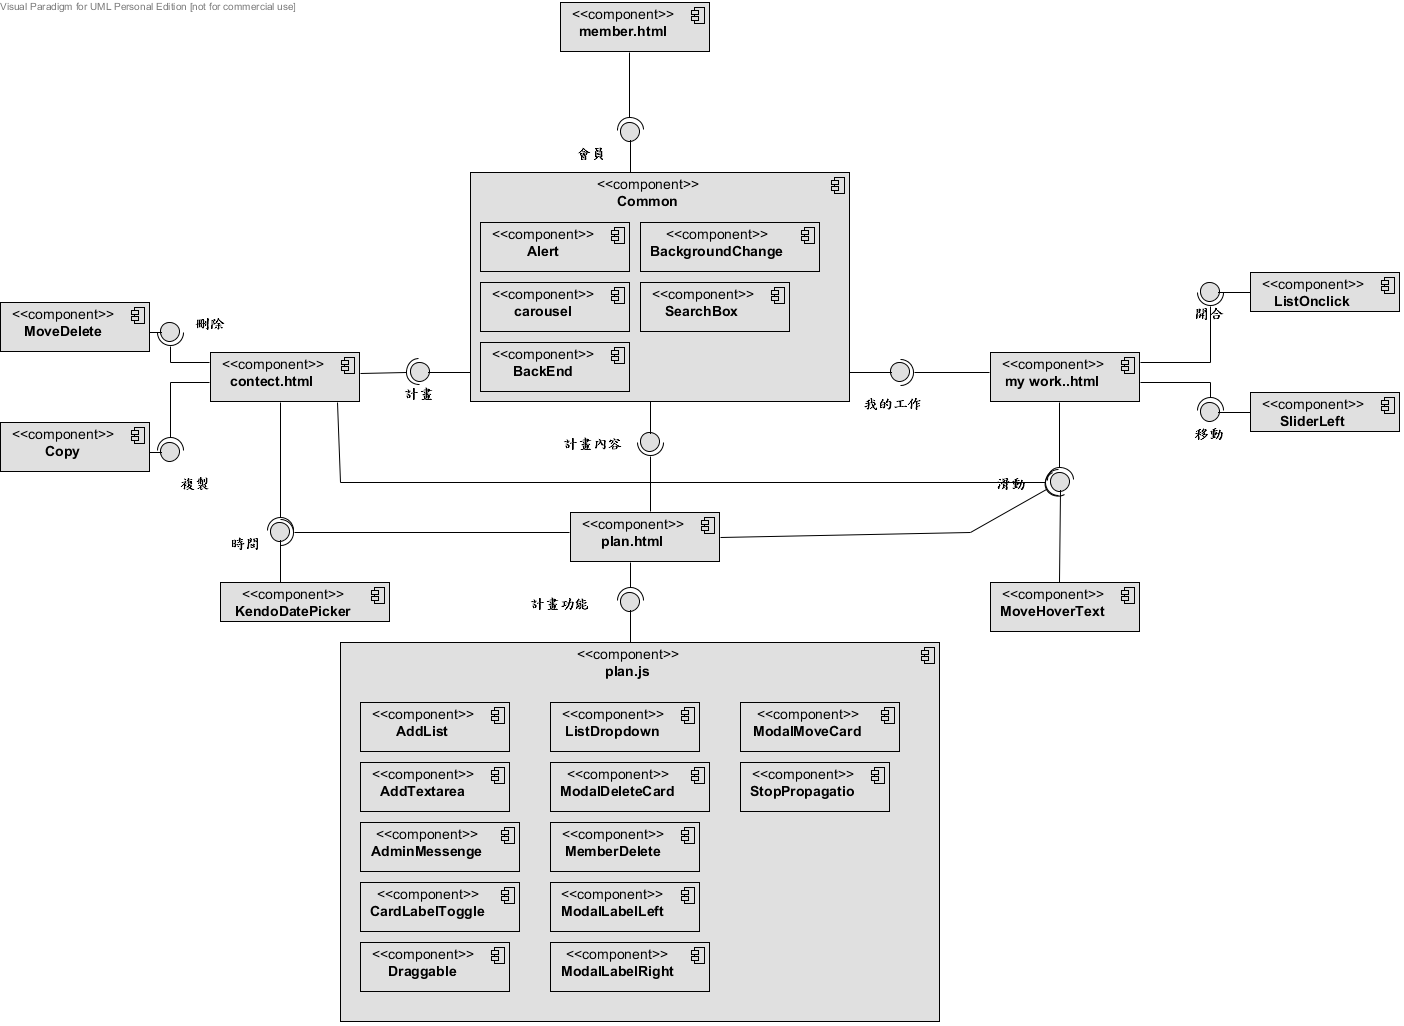 Visual Paradigm for UML Personal Edition [not for commercial use]
<<component>>
member.html
會員
<<component>>
Common
<<component>>
Alert
<<component>>
BackgroundChange
<<component>>
carousel
<<component>>
SearchBox
<<component>>
BackEnd
<<component>>
MoveDelete
刪除
<<component>>
contect.html
計畫
<<component>>
Copy
複製
我的工作
<<component>>
my work..html
<<component>>
ListOnclick
開合
<<component>>
SliderLeft
移動
計畫內容
滑動
時間
<<component>>
plan.html
<<component>>
KendoDatePicker
<<component>>
MoveHoverText
計畫功能
<<component>>
plan.js
<<component>>
AddList
<<component>>
ListDropdown
<<component>>
ModalMoveCard
<<component>>
AddTextarea
<<component>>
ModalDeleteCard
<<component>>
StopPropagatio
<<component>>
AdminMessenge
<<component>>
MemberDelete
<<component>>
CardLabelToggle
<<component>>
ModalLabelLeft
<<component>>
Draggable
<<component>>
ModalLabelRight